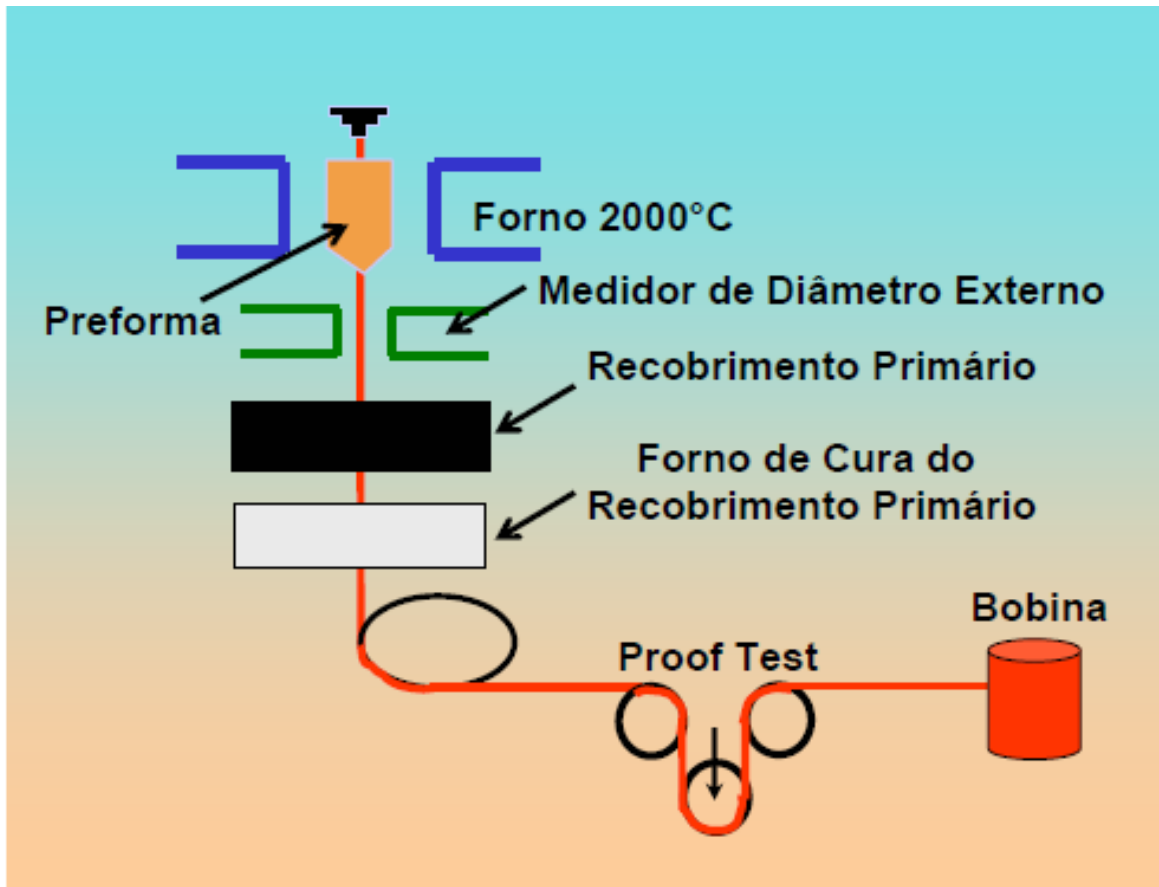 Forno 2000°C
Medidor de Diâmetro Externo
Preforma
Recobrimento Primário
Forno de Cura do
Recobrimento Primário
Bobina
Proof Test